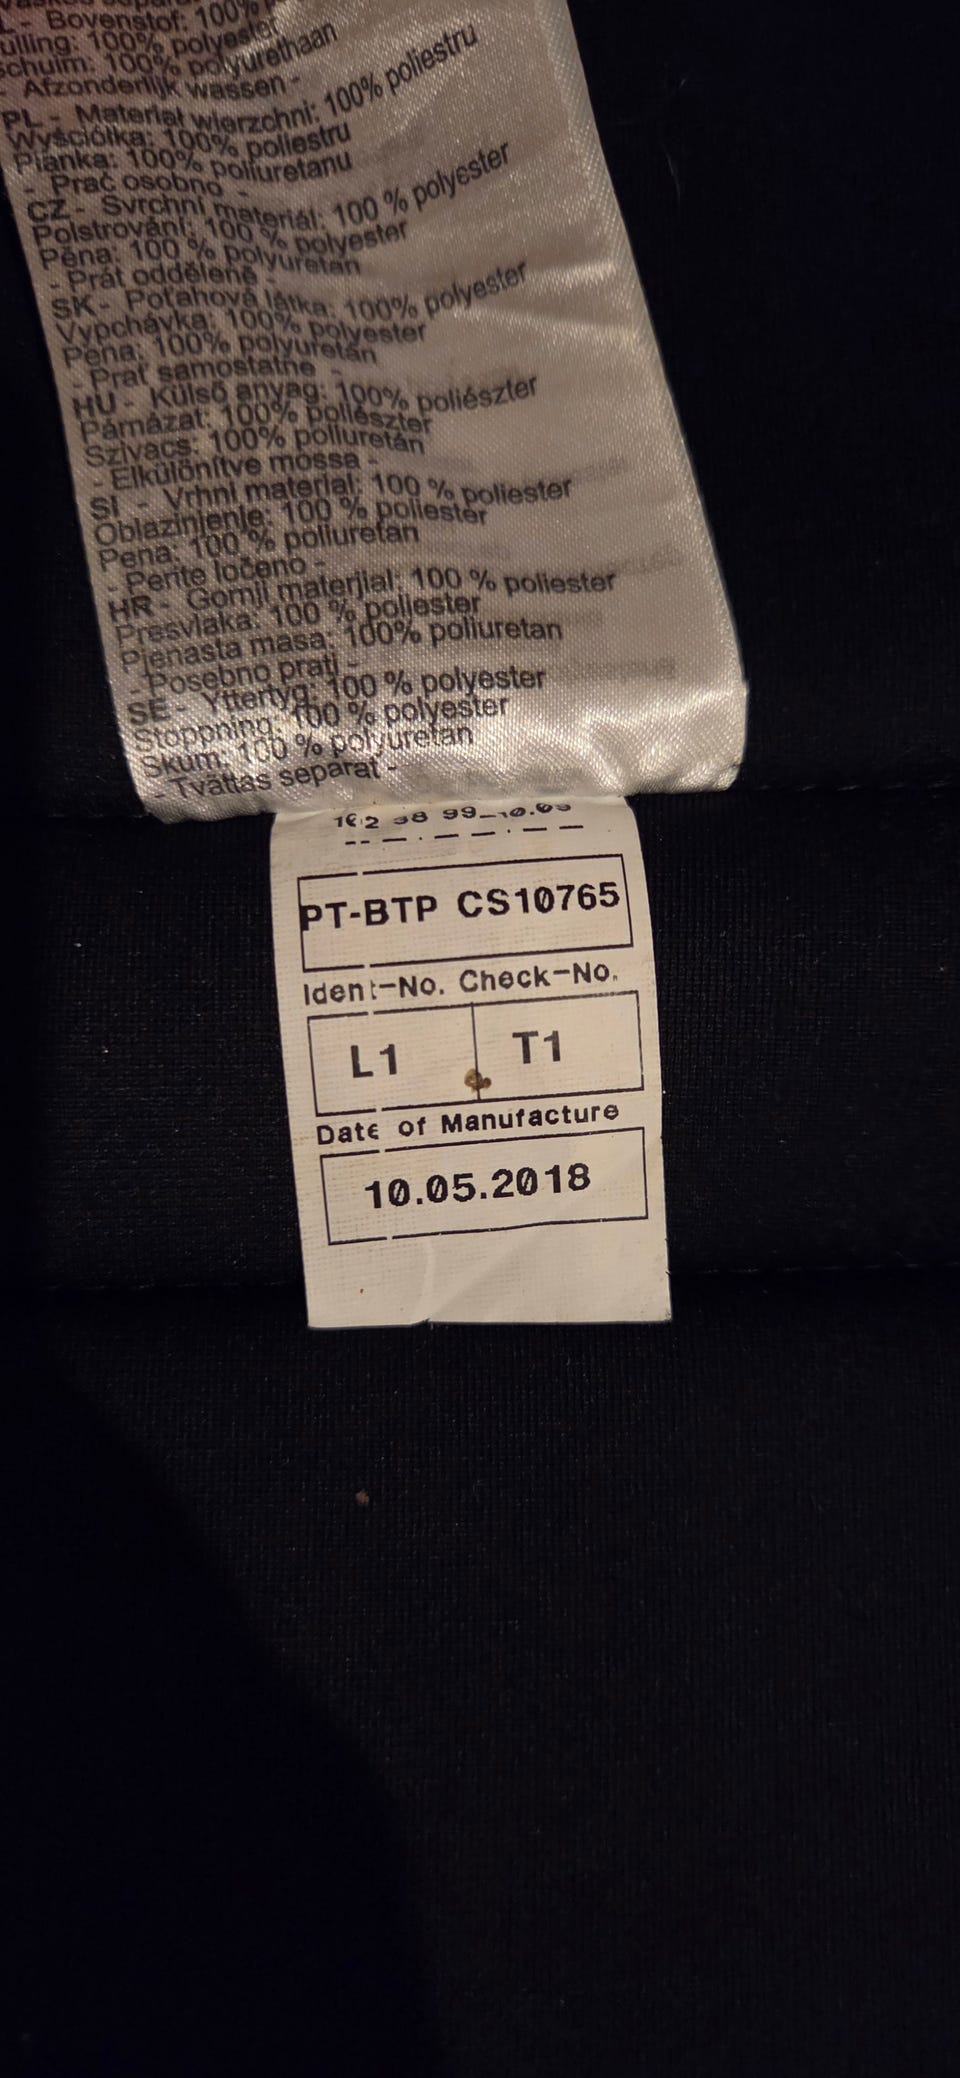 - Bovenstof: 100%
ulling: 100% polyester
schuim: 100% polyurethaan
- Afzonderlijk wassen -
PL - Materiał wierzchni: 100% poliestru
Wyściółka: 100% poliestru
Pianka: 100% poliuretanu
- Prać osobno -
CZ - Svrchní materiál: 100 % polyester
Polstrování: 100 % polyester
Pěna: 100 % polyuretan
- Prát odděleně -
SK - Poťahová látka: 100% polyester
Vypchávka: 100% polyester
Pena: 100% polyuretán
- Prať samostatne -
HU - Külső anyag: 100% poliészter
Párnázat: 100% poliészter
Szivacs: 100% poliuretán
- Elkülönítve mossa -
SI - Vrhni material: 100 % poliester
Oblazinjenje: 100 % poliester
Pena: 100 % poliuretan
- Perite ločeno -
HR - Gornji materijal: 100 % poliester
Presvlaka: 100 % poliester
Pjenasta masa: 100% poliuretan
- Posebno prati -
SE - Yttertyg: 100 % polyester
Stoppning: 100 % polyester
Skum: 100 % polyuretan
- Tvättas separat -
PT-BTP CS10765
Ident-No. Check-No.
L1 T1
Date of Manufacture
10.05.2018